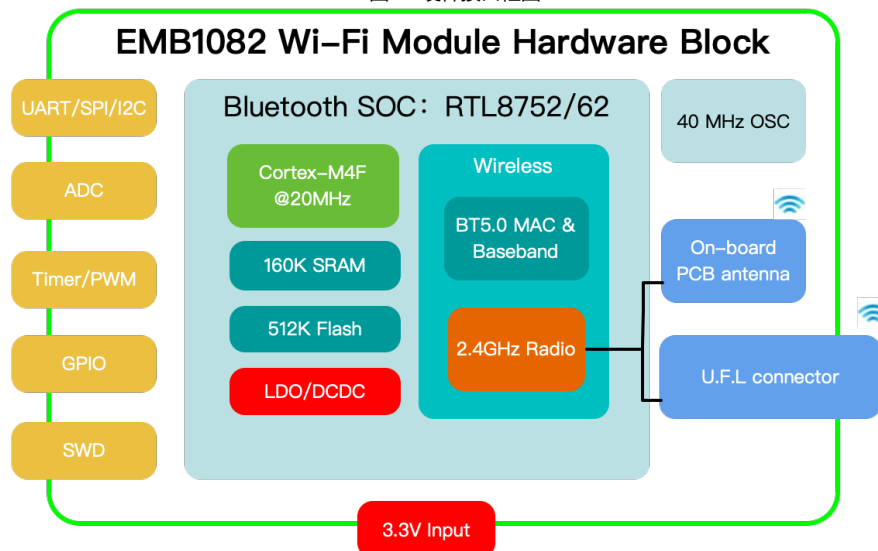 EMB1082 Wi-Fi Module Hardware Block
UART/SPI/I2C
ADC
Timer/PWM
GPIO
SWD
Bluetooth SOC：RTL8752/62
Cortex-M4F
@20MHz
160K SRAM
512K Flash
LDO/DCDC
Wireless
BT5.0 MAC &
Baseband
2.4GHz Radio
40 MHz OSC
On-board
PCB antenna
U.F.L connector
3.3V Input